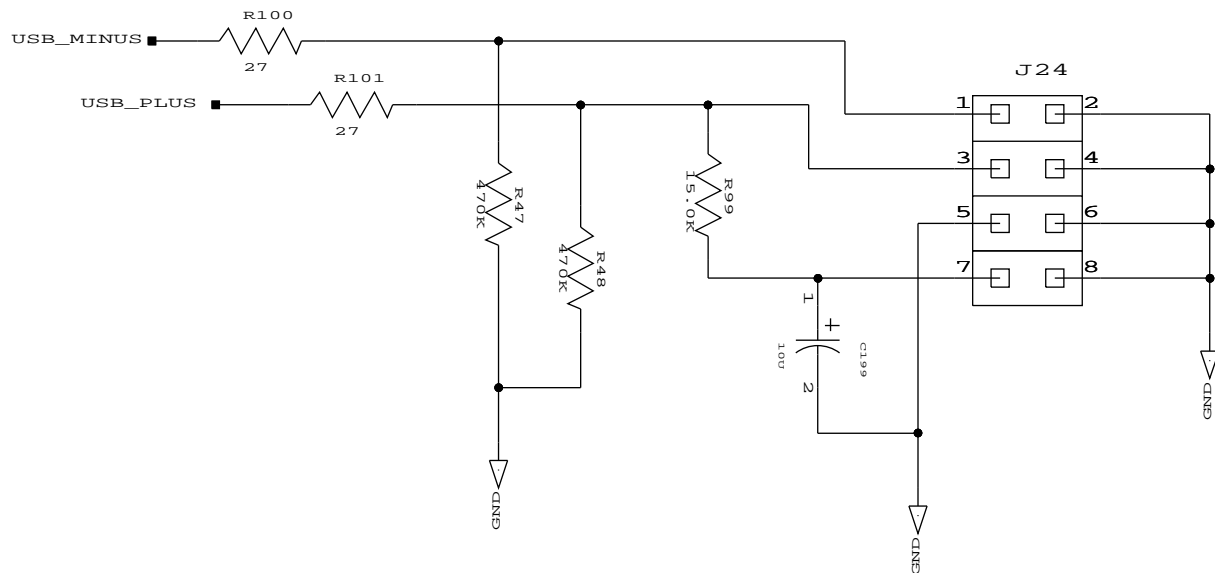 R100
USB_MINUS
27
R101
USB_PLUS
27
J24
1
2
3
4
5
6
7
8
R47
470K
R48
470K
R99
15.0K
1
+
C199
10U
2
GND
GND
GND